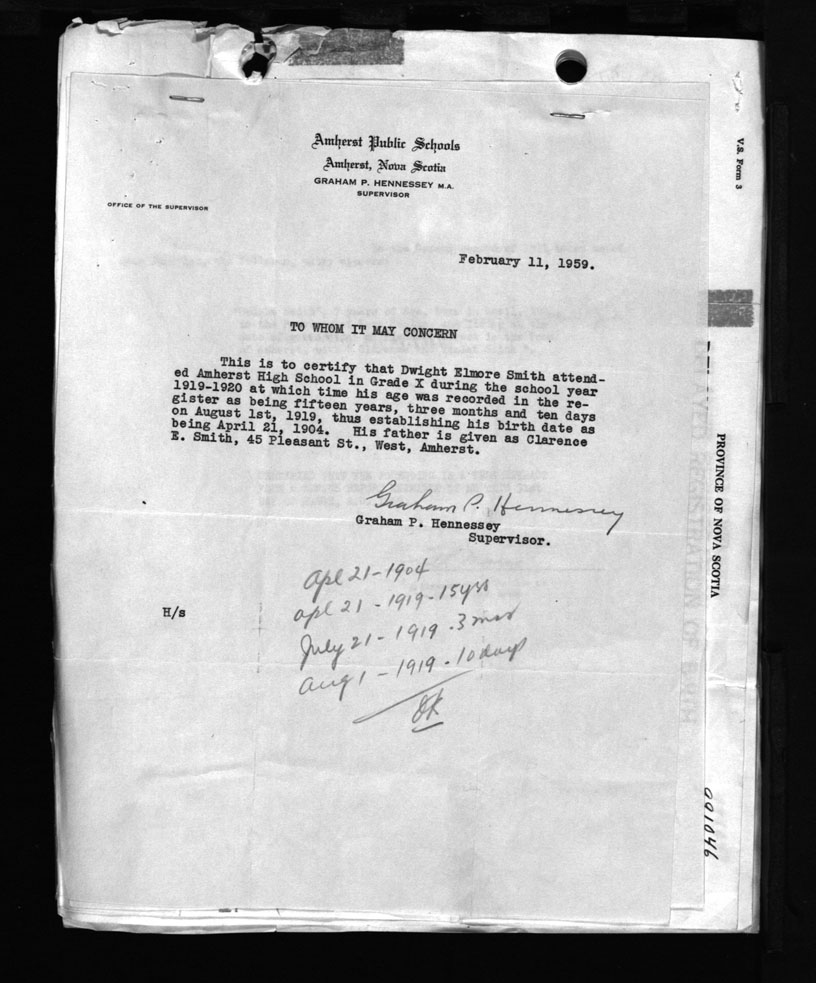 Amherst Public Schools
Amherst, Nova Scotia
GRAHAM P. HENNESSEY M.A.
SUPERVISOR
OFFICE OF THE SUPERVISOR
February 11, 1959.
TO WHOM IT MAY CONCERN
This is to certify that Dwight Elmore Smith attend-
ed Amherst High School in Grade X during the school year
1919-1920 at which time his age was recorded in the re-
gister as being fifteen years, three months and ten days
on August 1st, 1919, thus establishing his birth date as
being April 21, 1904. His father is given as Clarence
E. Smith, 45 Pleasant St., West, Amherst.
Graham P. Hennessey
Graham P. Hennessey
Supervisor.
H/s
Apl 21-1904
apl 21 - 1919 - 15 yrs
July 21 - 1919 - 3 mos
Aug 1 - 1919 - 10 days
OK
V.S. Form 3
PROVINCE OF NOVA SCOTIA
DELAYED REGISTRATION OF BIRTH
001046